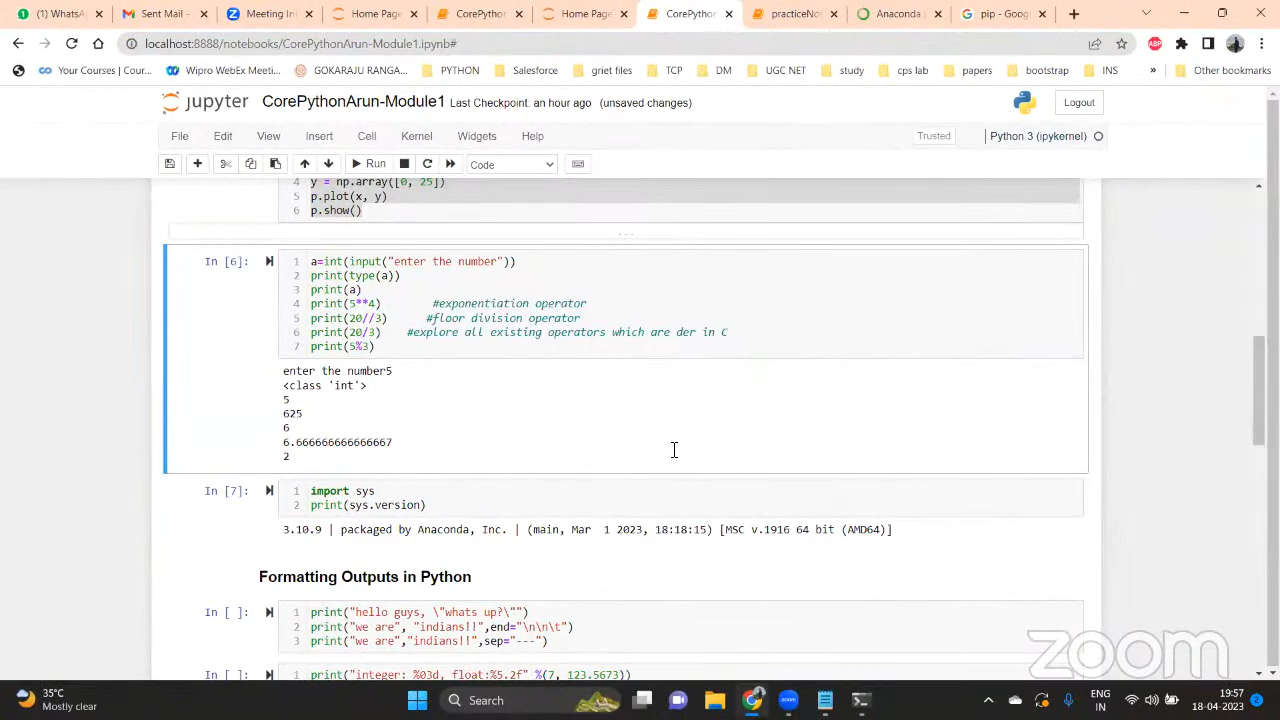 (1) WhatsA
Sent Mail -
Meeting In
Home Page
CorePytho
Home Page
CorePytho
practiceNo
Anaconda
pip - Goog
localhost:8888/notebooks/CorePythonArun-Module1.ipynb#
Your Courses | Cour...
Wipro WebEx Meeti...
GOKARAJU RANGA...
PYTHON
Salesforce
griet files
TCP
DM
UGC NET
study
cps lab
papers
bootstrap
INS
»
Other bookmarks
jupyter CorePythonArun-Module1 Last Checkpoint: an hour ago (unsaved changes)
Logout
File Edit View Insert Cell Kernel Widgets Help
Trusted
Python 3 (ipykernel)
Run
Code
4 y = np.array([0, 25])
5 p.plot(x, y)
6 p.show()
...
In [6]:
1 a=int(input("enter the number"))
2 print(type(a))
3 print(a)
4 print(5**4) #exponentiation operator
5 print(20//3) #floor division operator
6 print(20/3) #explore all existing operators which are der in C
7 print(5%3)
enter the number5
<class 'int'>
5
625
6
6.666666666666667
2
In [7]:
1 import sys
2 print(sys.version)
3.10.9 | packaged by Anaconda, Inc. | (main, Mar 1 2023, 18:18:15) [MSC v.1916 64 bit (AMD64)]
Formatting Outputs in Python
In [ ]:
1 print("hello guys, \"whats up?\"")
2 print("we are", "indians!!",end="\n\n\t")
3 print("we are","indians!!",sep="---")
In [ ]:
1 print("integer: %03d, float:%5.2f" %(7, 123.5673))
zoom
35°C
Mostly clear
Search
ENG
IN
19:57
18-04-2023